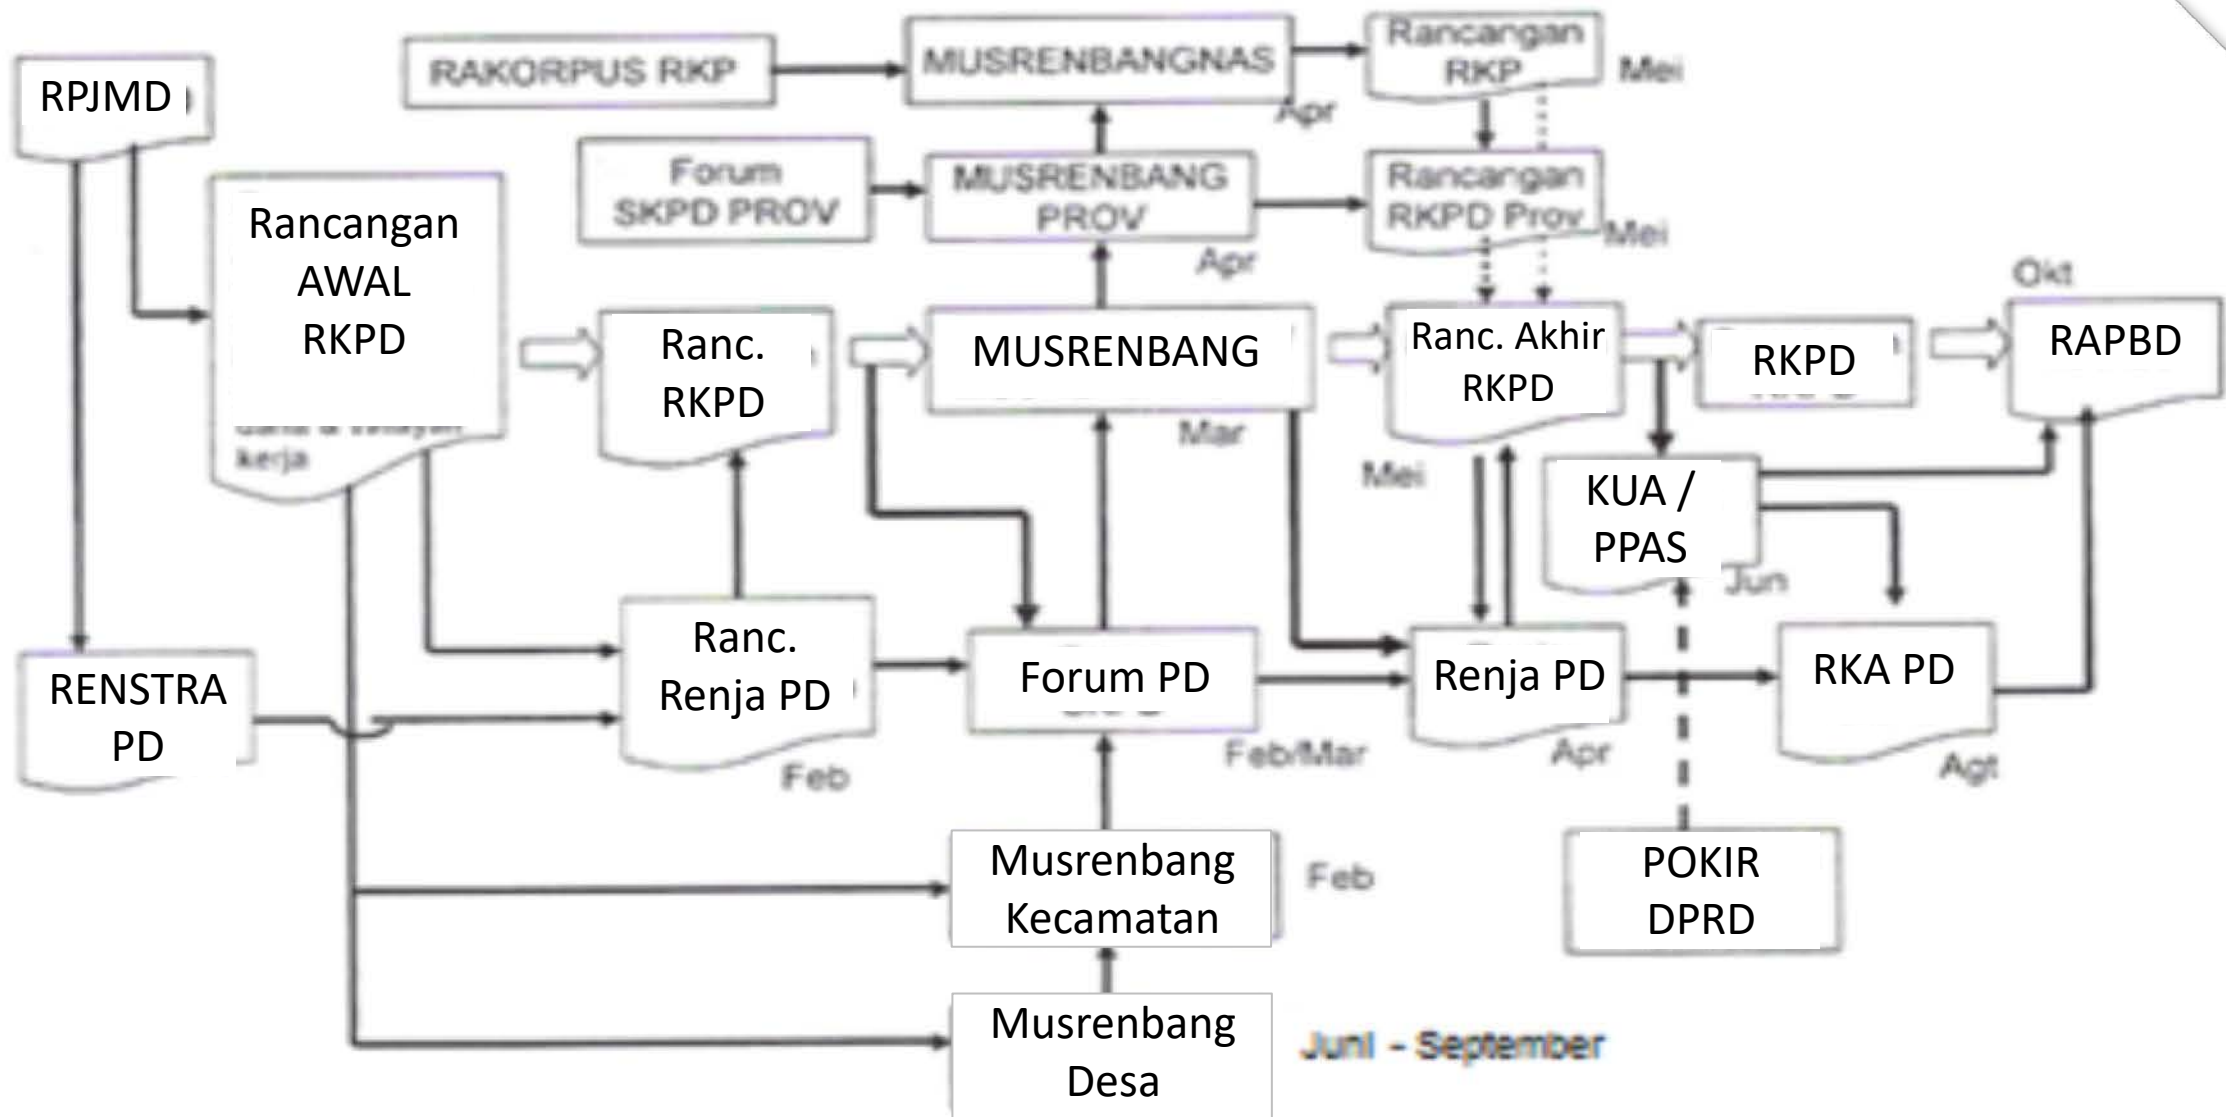 RAKORPUS RKP
MUSRENBANGNAS
Apr
Rancangan
RKP
Mei
RPJMD
Forum
SKPD PROV
MUSRENBANG
PROV
Apr
Rancangan
RKPD Prov
Mei
Rancangan
AWAL
RKPD
kerja
Ranc.
RKPD
MUSRENBANG
Mar
Ranc. Akhir
RKPD
Mei
RKPD
Okt
RAPBD
KUA /
PPAS
Jun
RENSTRA
PD
Ranc.
Renja PD
Feb
Forum PD
Feb/Mar
Renja PD
Apr
RKA PD
Agt
Musrenbang
Kecamatan
Feb
POKIR
DPRD
Musrenbang
Desa
Juni - September